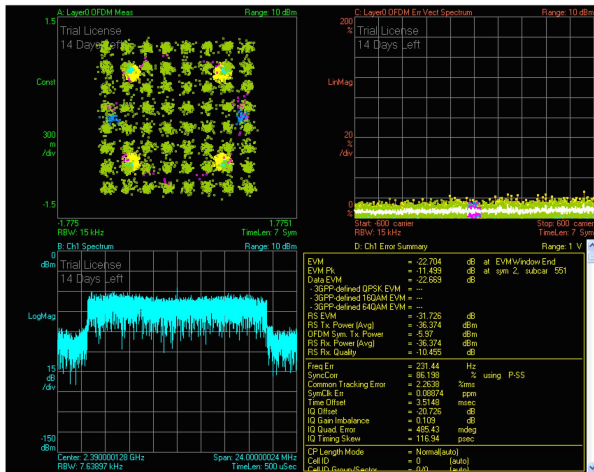 A: Layer0 OFDM Meas Range: 10 dBm
1.5
Trial License
14 Days Left
Const
300
m
/div
-1.5
-1.775 1.7751
RBW: 15 kHz TimeLen: 7 Sym
C: Layer0 OFDM Err Vect Spectrum Range: 10 dBm
200
%
Trial License
14 Days Left
LinMag
20
%
/div
0
%
Start: -600 carrier Stop: 600 carrier
RBW: 15 kHz TimeLen: 7 Sym
B: Ch1 Spectrum Range: 10 dBm
0
dBm
Trial License
14 Days Left
LogMag
15
dB
/div
-150
dBm
Center: 2.390000128 GHz Span: 24.00000024 MHz
RBW: 7.63897 kHz TimeLen: 500 uSec
D: Ch1 Error Summary Range: 1 V
EVM = -22.704 dB at EVMWindow End
EVM Pk = -11.499 dB at sym 2, subcar 551
Data EVM = -22.669 dB
- 3GPP-defined QPSK EVM = ---
- 3GPP-defined 16QAM EVM = ---
- 3GPP-defined 64QAM EVM = ---
RS EVM = -31.726 dB
RS Tx. Power (Avg) = -36.374 dBm
OFDM Sym. Tx. Power = -5.97 dBm
RS Rx. Power (Avg) = -36.374 dBm
RS Rx. Quality = -10.455 dB
Freq Err = 231.44 Hz
SyncCorr = 86.198 % using P-SS
Common Tracking Error = 2.2638 %rms
SymClk Err = 0.08874 ppm
Time Offset = 3.5148 msec
IQ Offset = -20.726 dB
IQ Gain Imbalance = 0.109 dB
IQ Quad. Error = 485.43 mdeg
IQ Timing Skew = 116.94 psec
CP Length Mode = Normal(auto)
Cell ID = 0 (auto)
Cell ID Group/Sector = 0/0 (auto)